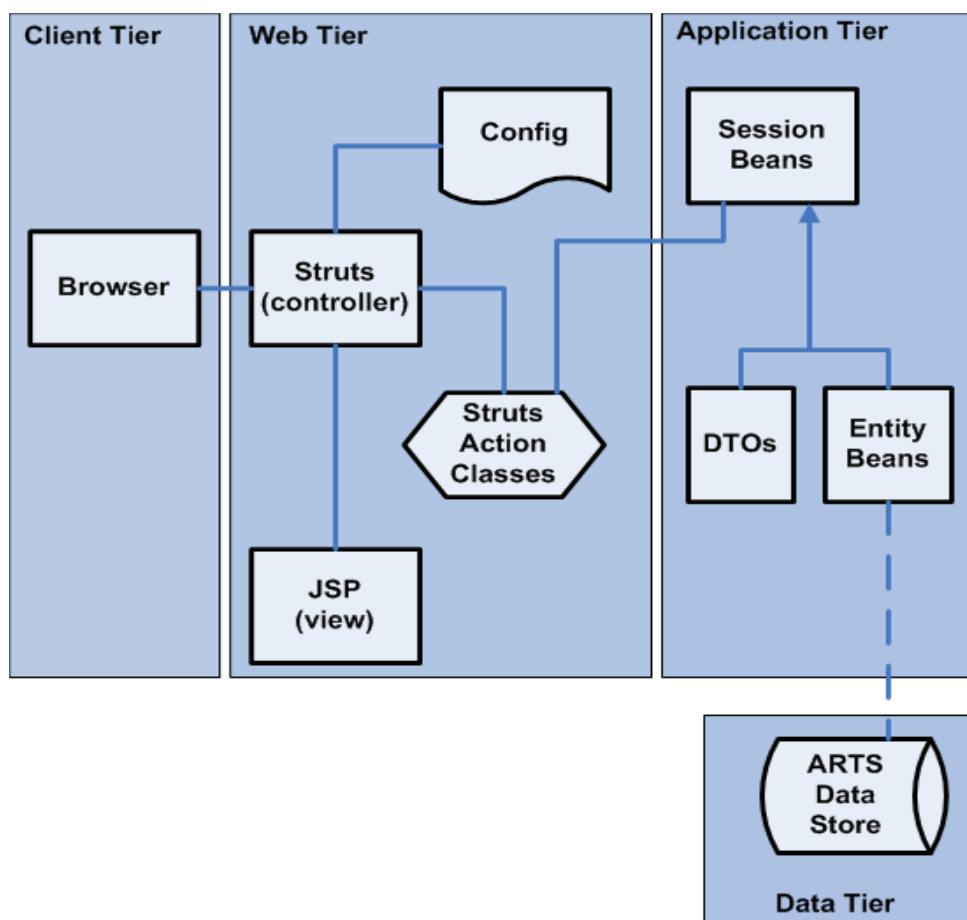 Client Tier
Web Tier
Application Tier
Config
Session
Beans
Browser
Struts
(controller)
Struts
Action
Classes
DTOs
Entity
Beans
JSP
(view)
ARTS
Data
Store
Data Tier